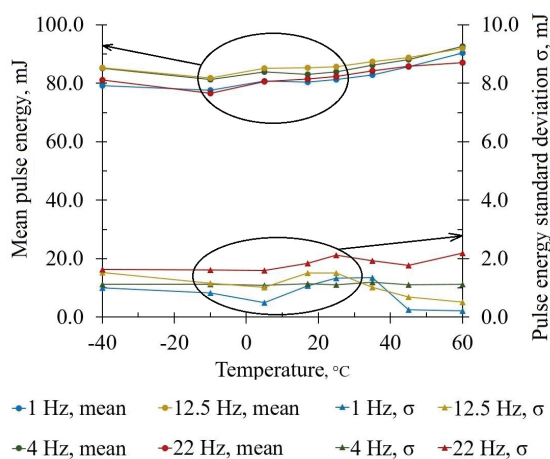 Mean pulse energy, mJ
100.0
80.0
60.0
40.0
20.0
0.0
10.0
8.0
6.0
4.0
2.0
0.0
Pulse energy standard deviation σ, mJ
-40 -20 0 20 40 60
Temperature, °C
1 Hz, mean 12.5 Hz, mean 1 Hz, σ 12.5 Hz, σ
4 Hz, mean 22 Hz, mean 4 Hz, σ 22 Hz, σ